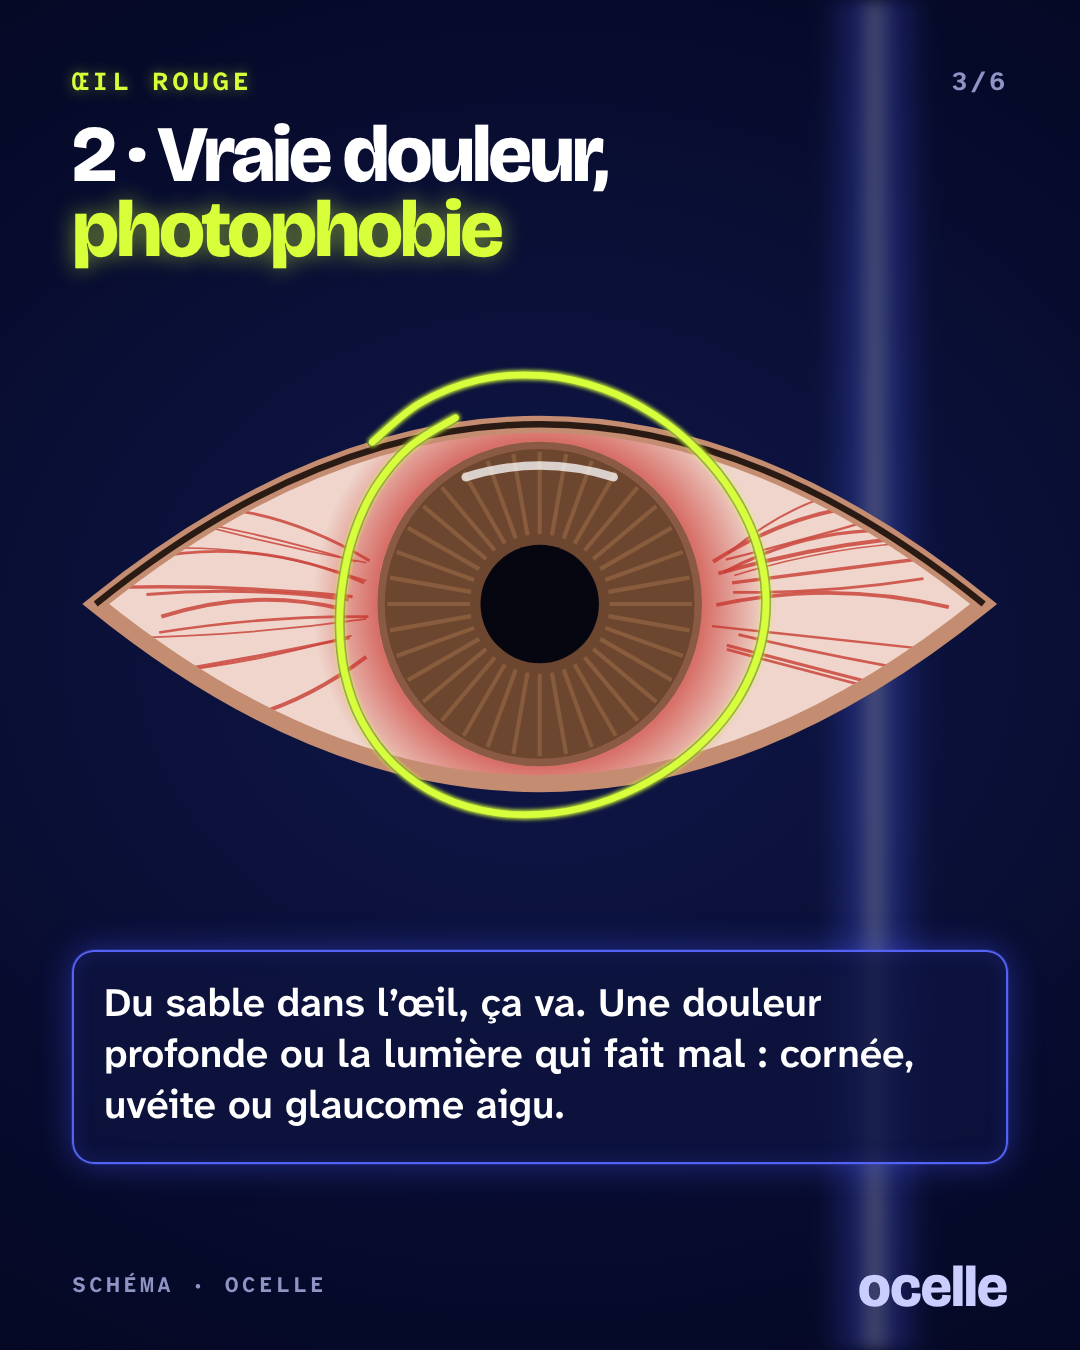 ŒIL ROUGE
3/6
2 · Vraie douleur,
photophobie
Du sable dans l’œil, ça va. Une douleur
profonde ou la lumière qui fait mal : cornée,
uvéite ou glaucome aigu.
SCHÉMA · OCELLE
ocelle